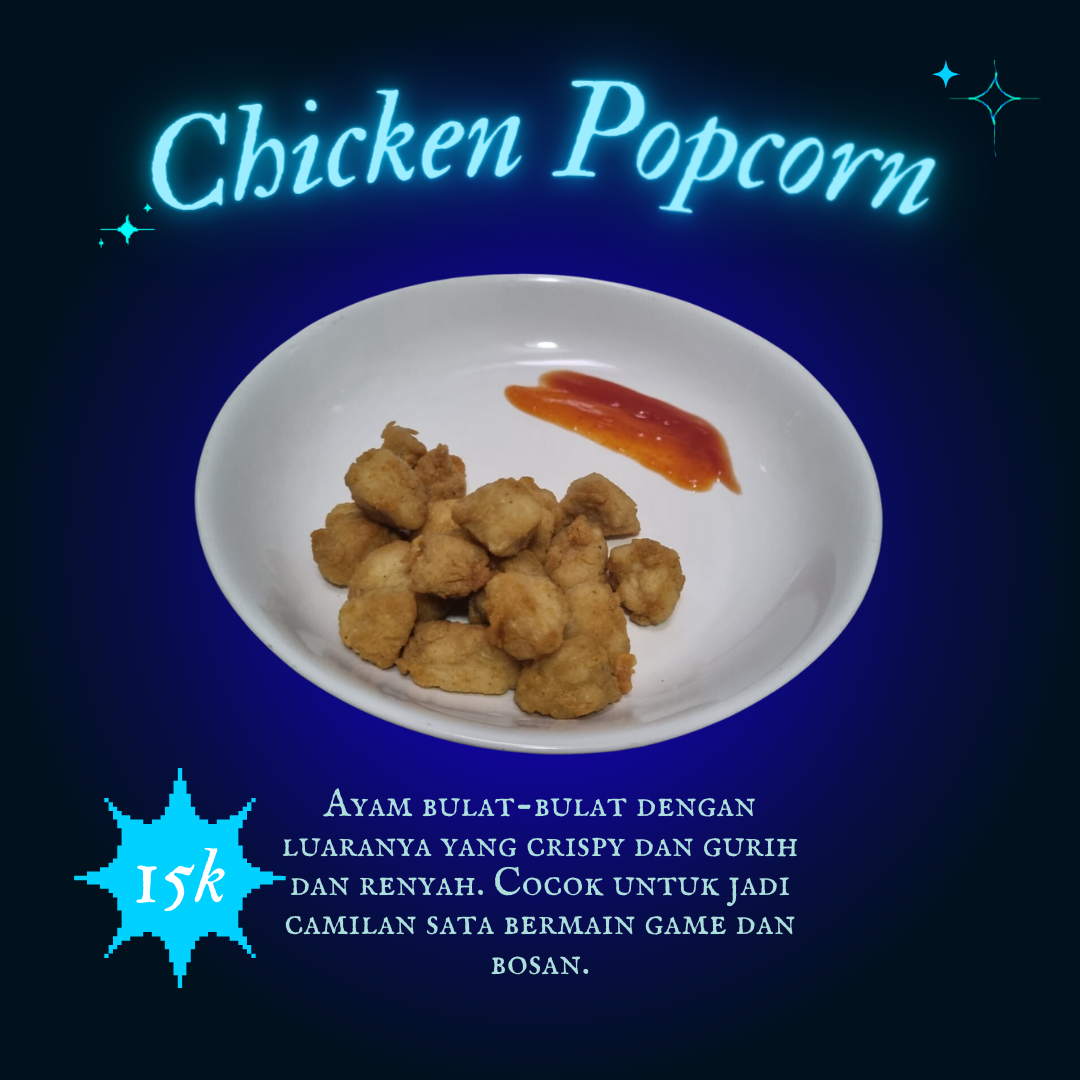 Chicken Popcorn
15k
Ayam bulat-bulat dengan
luaranya yang crispy dan gurih
dan renyah. Cocok untuk jadi
camilan sata bermain game dan
bosan.